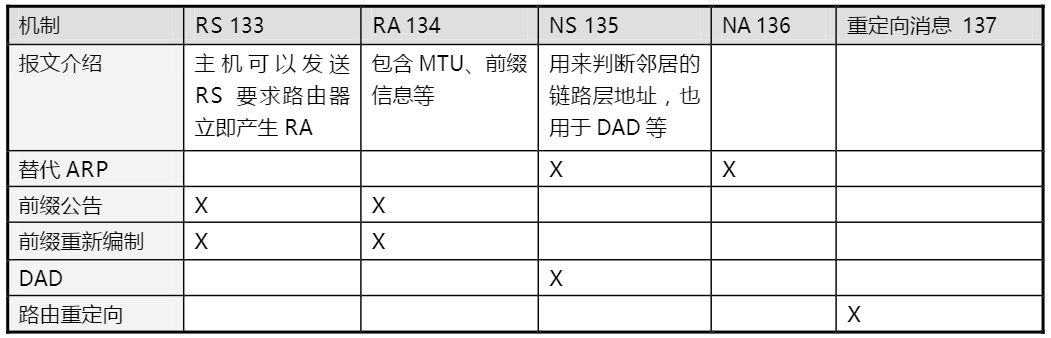 机制 RS 133 RA 134 NS 135 NA 136 重定向消息 137
报文介绍 主机可以发送 包含 MTU、前缀 用来判断邻居的
RS 要求路由器 信息等 链路层地址，也
立即产生 RA 用于 DAD 等
替代 ARP X X
前缀公告 X X
前缀重新编制 X X
DAD X
路由重定向 X